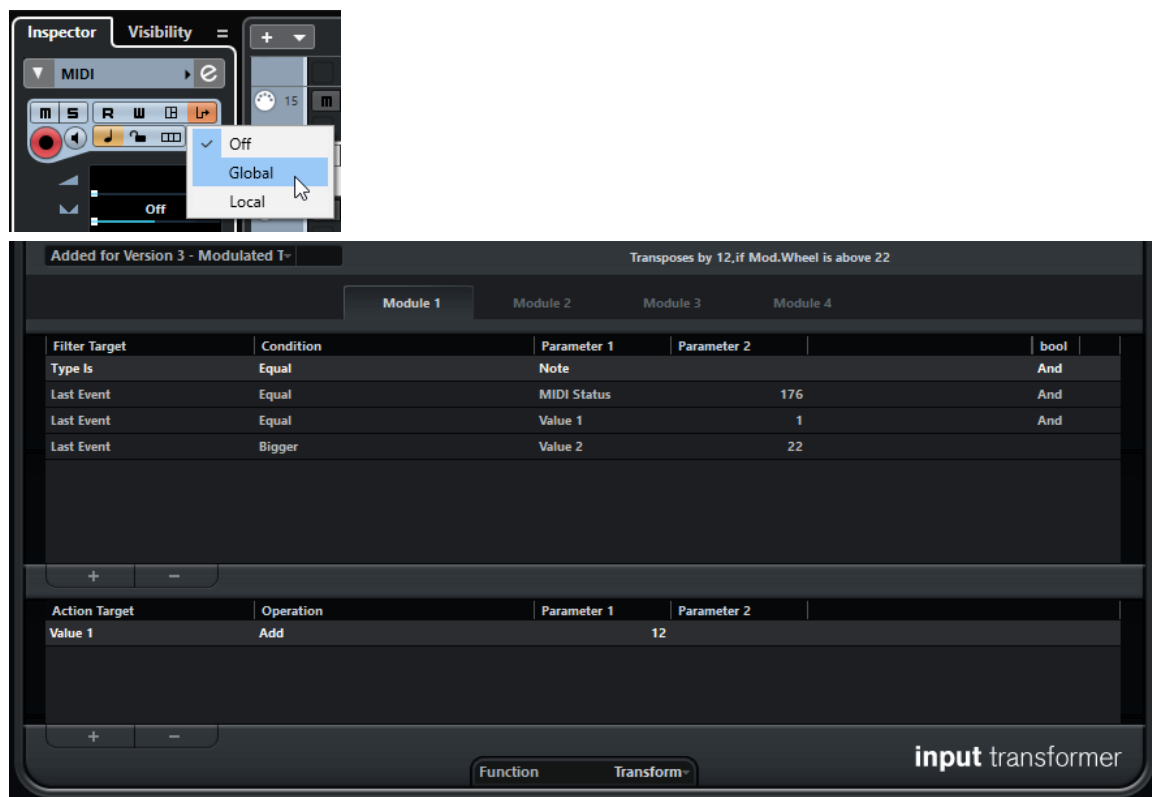 Inspector Visibility
MIDI
15 m
m S R W
Off
Global
Local
Off
Added for Version 3 - Modulated T
Transposes by 12,if Mod.Wheel is above 22
Module 1 Module 2 Module 3 Module 4
Filter Target Condition Parameter 1 Parameter 2 bool
Type Is Equal Note And
Last Event Equal MIDI Status 176 And
Last Event Equal Value 1 1 And
Last Event Bigger Value 2 22
+ −
Action Target Operation Parameter 1 Parameter 2
Value 1 Add 12
+ −
input transformer
Function Transform